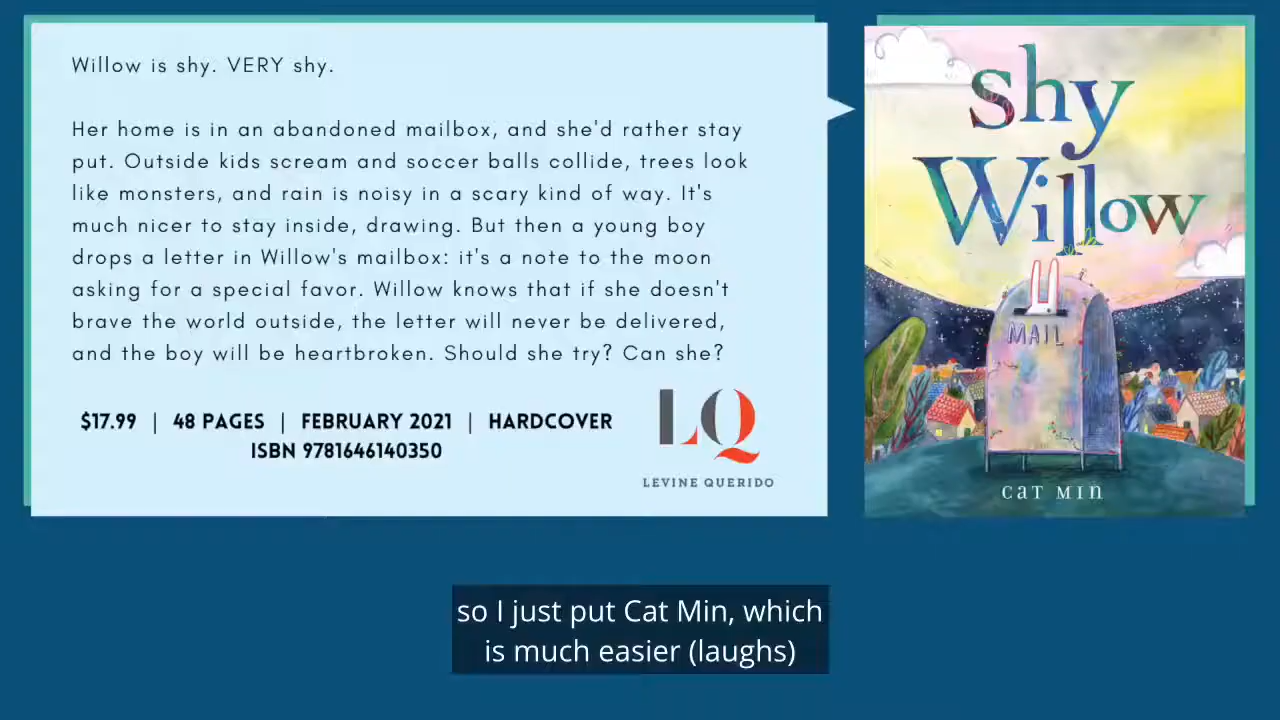 Willow is shy. VERY shy.
Her home is in an abandoned mailbox, and she'd rather stay
put. Outside kids scream and soccer balls collide, trees look
like monsters, and rain is noisy in a scary kind of way. It's
much nicer to stay inside, drawing. But then a young boy
drops a letter in Willow's mailbox: it's a note to the moon
asking for a special favor. Willow knows that if she doesn't
brave the world outside, the letter will never be delivered,
and the boy will be heartbroken. Should she try? Can she?
$17.99 | 48 PAGES | FEBRUARY 2021 | HARDCOVER
ISBN 9781646140350
LQ
LEVINE QUERIDO
Shy
Willow
MAIL
CAT MIN
so I just put Cat Min, which
is much easier (laughs)